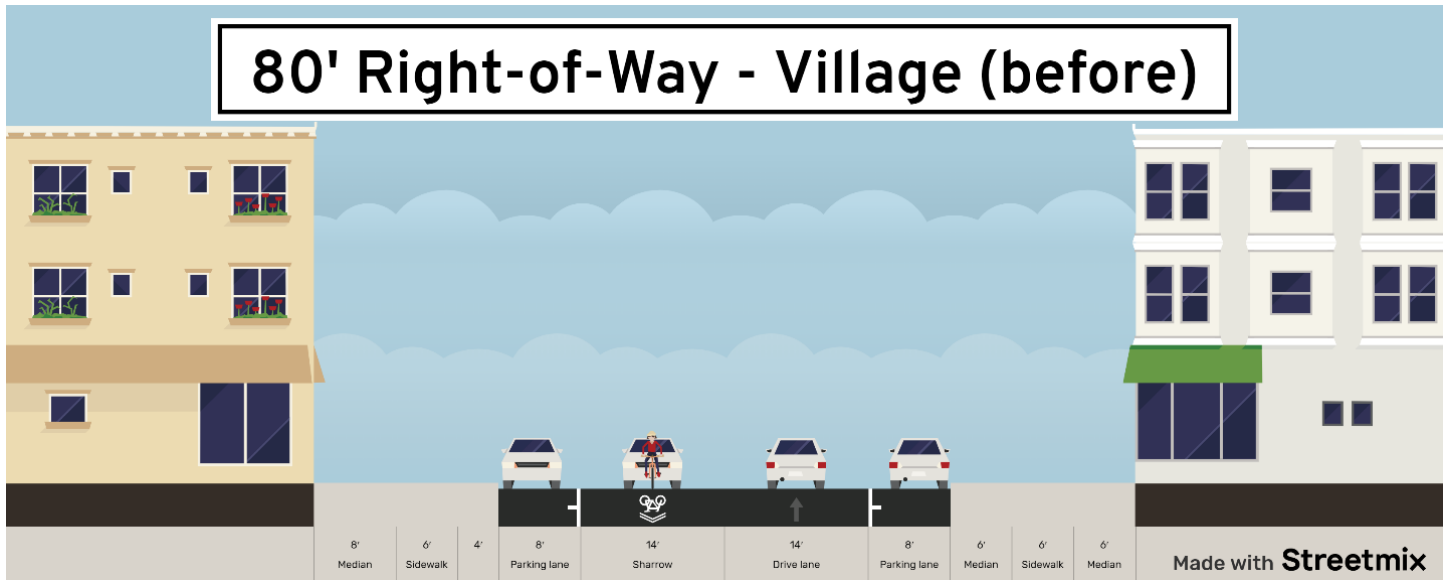 80' Right-of-Way - Village (before)
8' 6' 4' 8' 14' 14' 8' 6' 6' 6'
Median Sidewalk Parking lane Sharrow Drive lane Parking lane Median Sidewalk Median
Made with Streetmix